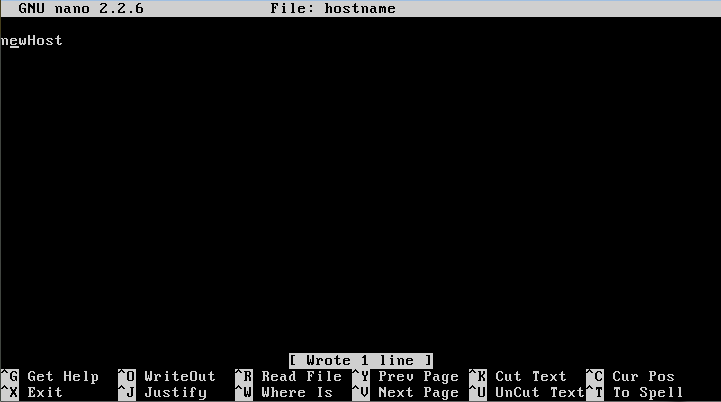 GNU nano 2.2.6 File: hostname
newHost
[ Wrote 1 line ]
^G Get Help ^O WriteOut ^R Read File ^Y Prev Page ^K Cut Text ^C Cur Pos
^X Exit ^J Justify ^W Where Is ^V Next Page ^U UnCut Text ^T To Spell